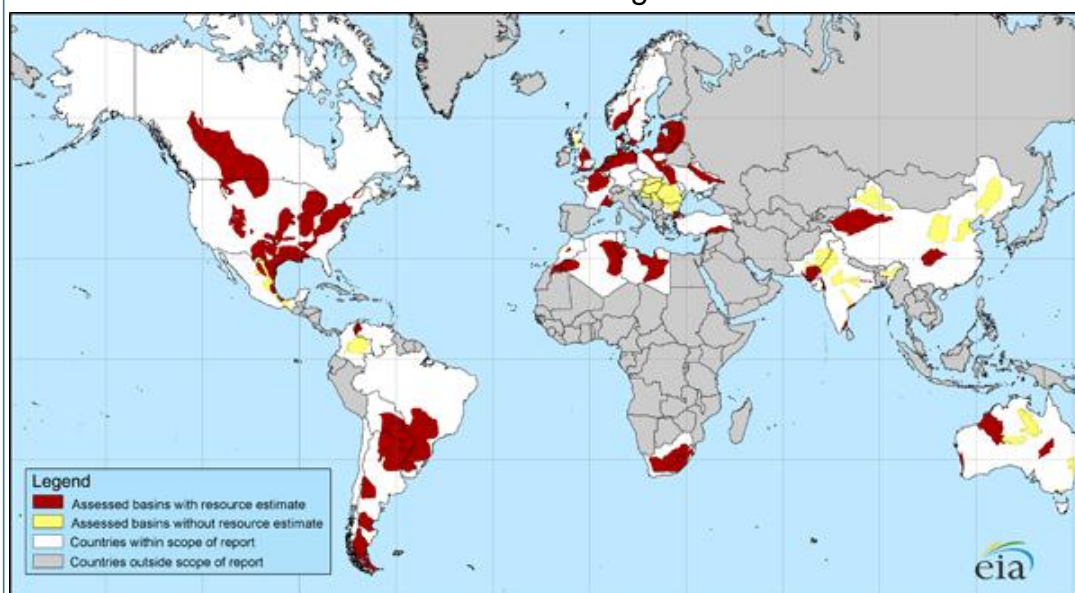 Legend
Assessed basins with resource estimate
Assessed basins without resource estimate
Countries within scope of report
Countries outside scope of report
eia